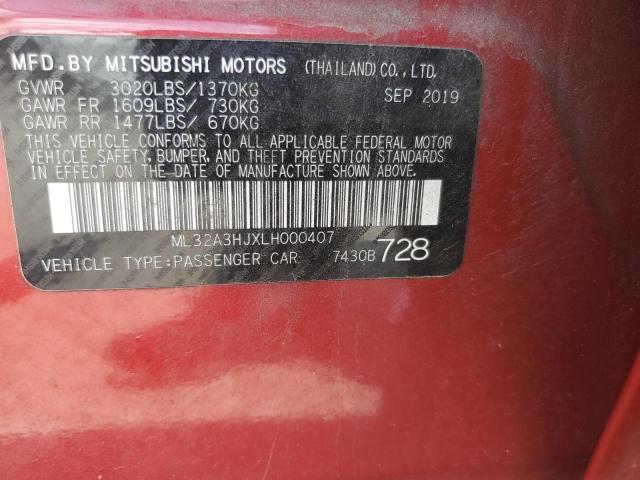 MFD.BY MITSUBISHI MOTORS (THAILAND)CO.,LTD.
GVWR 3020LBS/1370KG SEP 2019
GAWR FR 1609LBS/ 730KG
GAWR RR 1477LBS/ 670KG
THIS VEHICLE CONFORMS TO ALL APPLICABLE FEDERAL MOTOR
VEHICLE SAFETY, BUMPER, AND THEFT PREVENTION STANDARDS
IN EFFECT ON THE DATE OF MANUFACTURE SHOWN ABOVE.
ML32A3HJXLH000407
VEHICLE TYPE:PASSENGER CAR 7430B 728